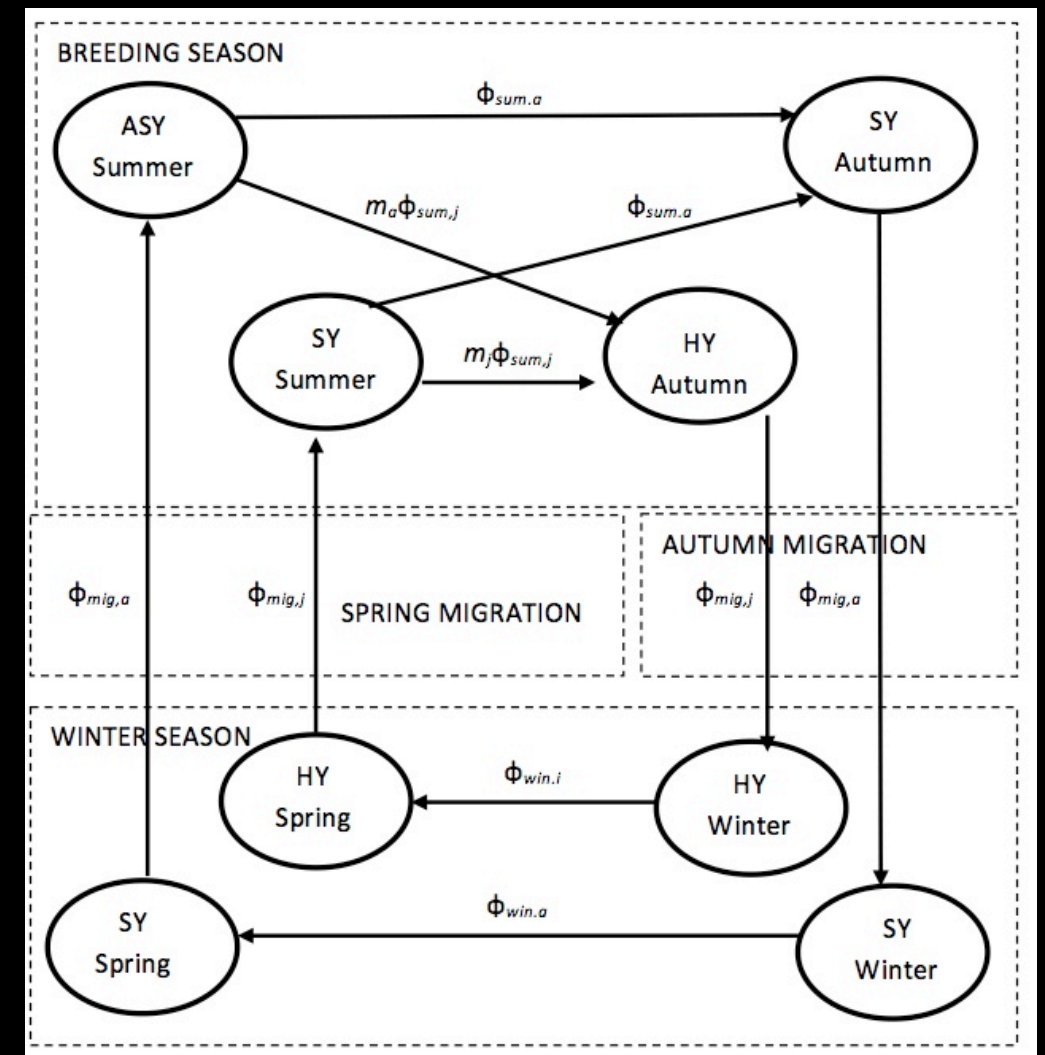 BREEDING SEASON
ASY
Summer
ϕsum.a
SY
Autumn
maϕsum,j
ϕsum.a
SY
Summer
mjϕsum,j
HY
Autumn
ϕmig,a
ϕmig,j
SPRING MIGRATION
AUTUMN MIGRATION
ϕmig,j
ϕmig,a
WINTER SEASON
HY
Spring
ϕwin.i
HY
Winter
SY
Spring
ϕwin.a
SY
Winter